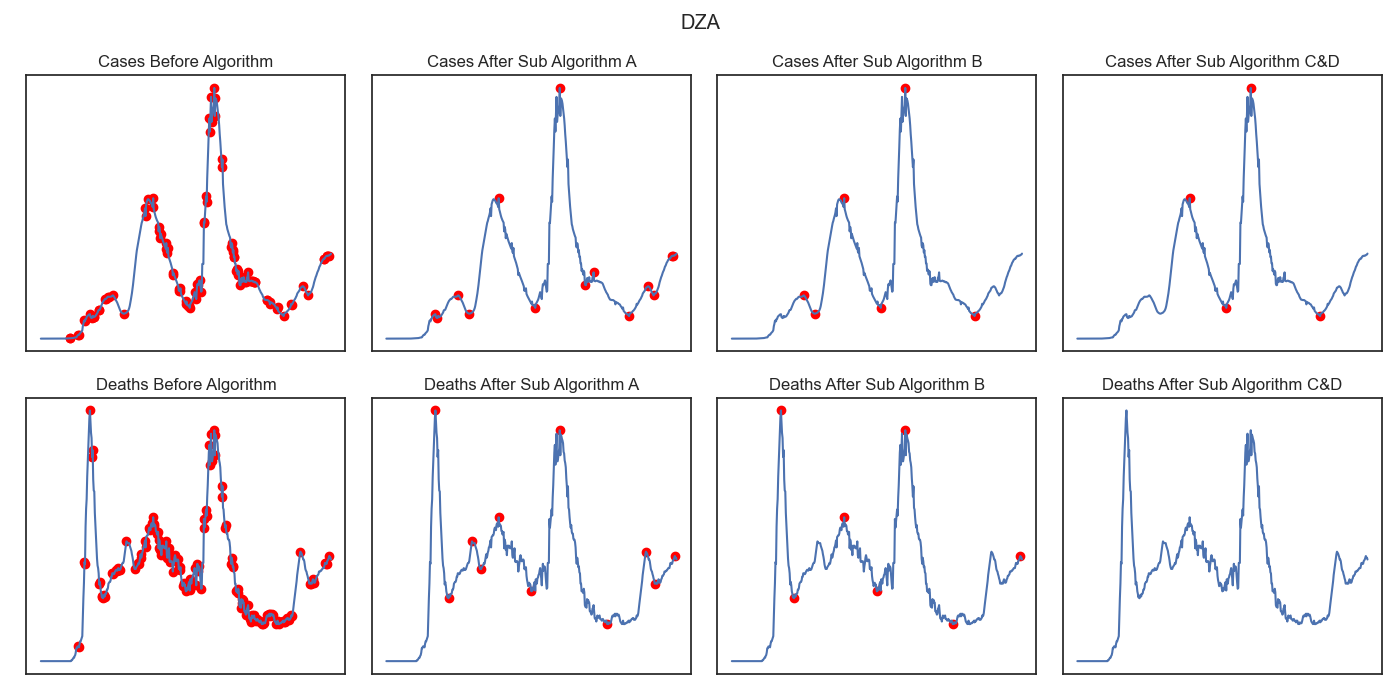 DZA
Cases Before Algorithm
Cases After Sub Algorithm A
Cases After Sub Algorithm B
Cases After Sub Algorithm C&D
Deaths Before Algorithm
Deaths After Sub Algorithm A
Deaths After Sub Algorithm B
Deaths After Sub Algorithm C&D